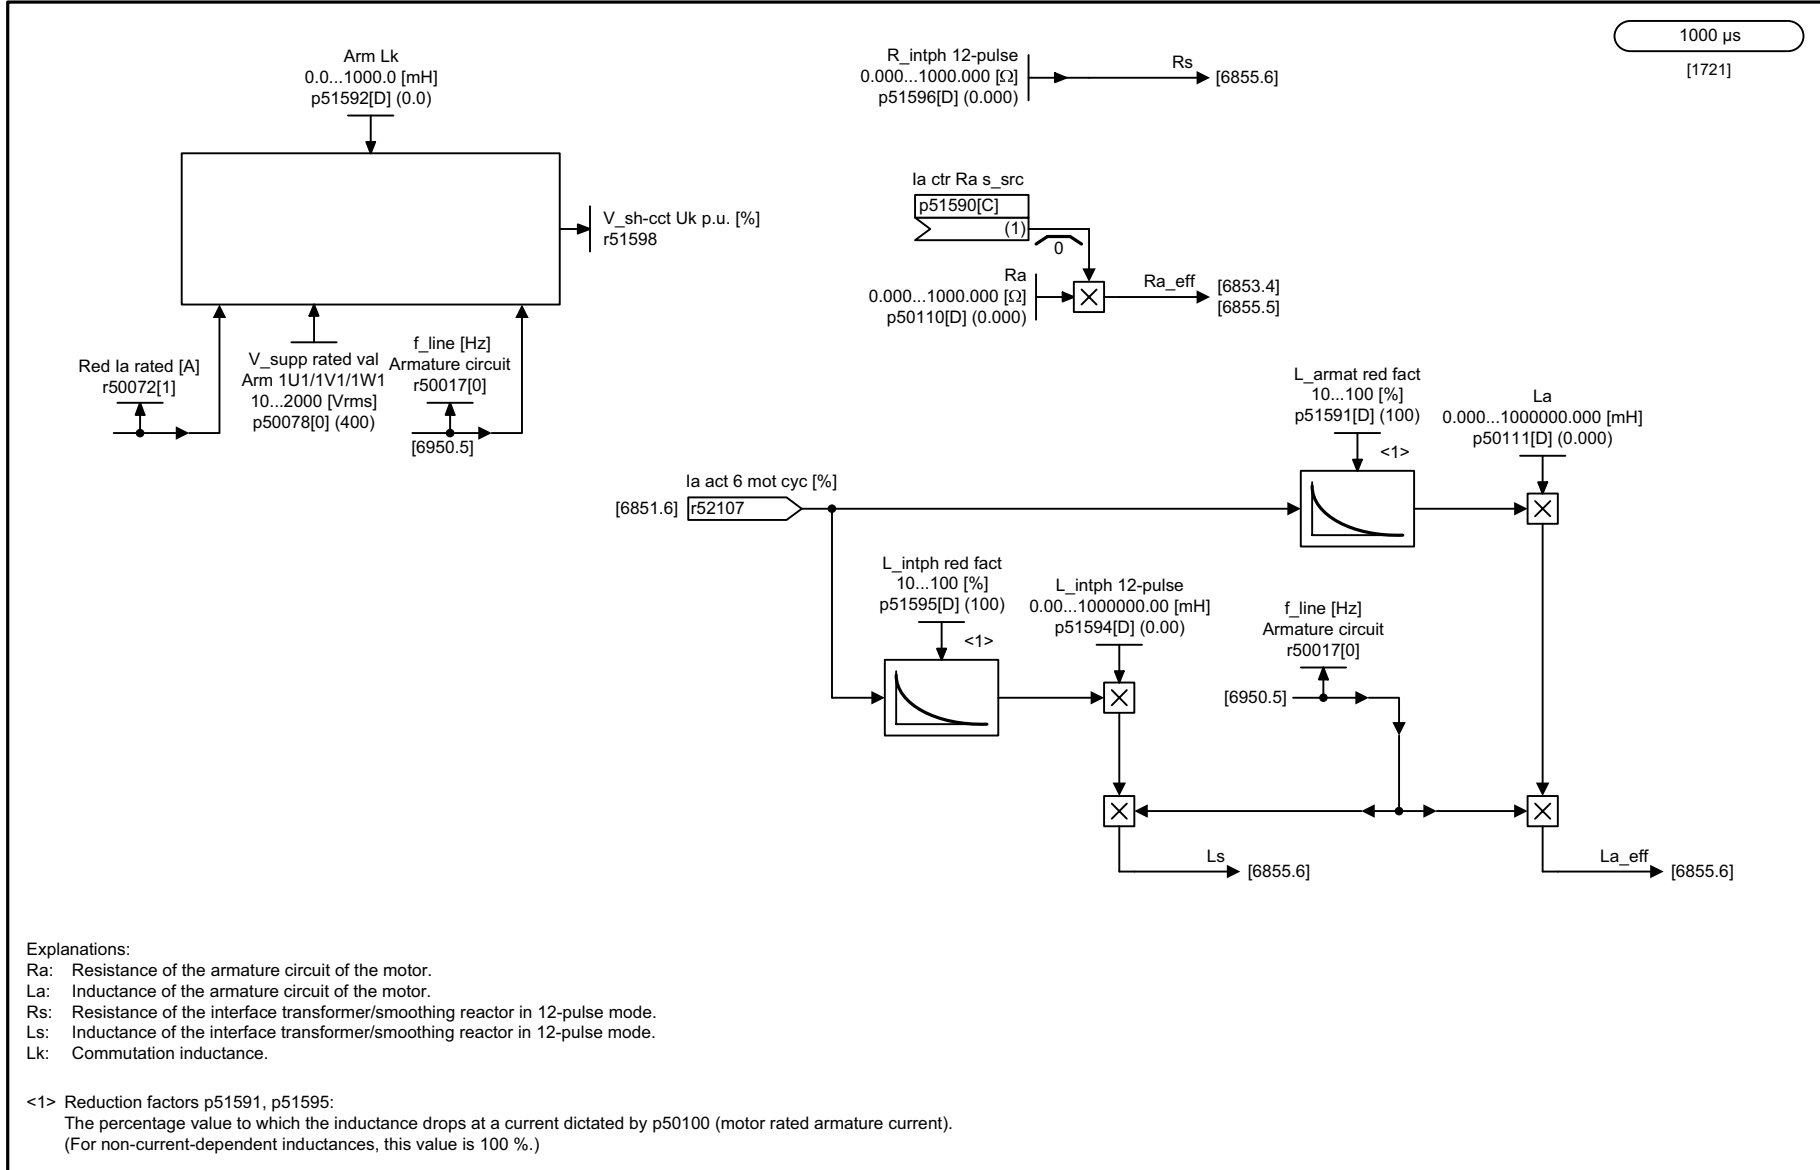 1000 µs
[1721]
Arm Lk
0.0...1000.0 [mH]
p51592[D] (0.0)
V_sh-cct Uk p.u. [%]
r51598
Red Ia rated [A]
r50072[1]
V_supp rated val
Arm 1U1/1V1/1W1
10...2000 [Vrms]
p50078[0] (400)
f_line [Hz]
Armature circuit
r50017[0]
[6950.5]
R_intph 12-pulse
0.000...1000.000 [Ω]
p51596[D] (0.000)
Rs
[6855.6]
Ia ctr Ra s_src
p51590[C]
(1)
0
Ra
0.000...1000.000 [Ω]
p50110[D] (0.000)
Ra_eff
[6853.4]
[6855.5]
L_armat red fact
10...100 [%]
p51591[D] (100)
<1>
La
0.000...1000000.000 [mH]
p50111[D] (0.000)
Ia act 6 mot cyc [%]
[6851.6]
r52107
L_intph red fact
10...100 [%]
p51595[D] (100)
<1>
L_intph 12-pulse
0.00...1000000.00 [mH]
p51594[D] (0.00)
f_line [Hz]
Armature circuit
r50017[0]
[6950.5]
Ls
[6855.6]
La_eff
[6855.6]
Explanations:
Ra: Resistance of the armature circuit of the motor.
La: Inductance of the armature circuit of the motor.
Rs: Resistance of the interface transformer/smoothing reactor in 12-pulse mode.
Ls: Inductance of the interface transformer/smoothing reactor in 12-pulse mode.
Lk: Commutation inductance.
<1> Reduction factors p51591, p51595:
The percentage value to which the inductance drops at a current dictated by p50100 (motor rated armature current).
(For non-current-dependent inductances, this value is 100 %.)